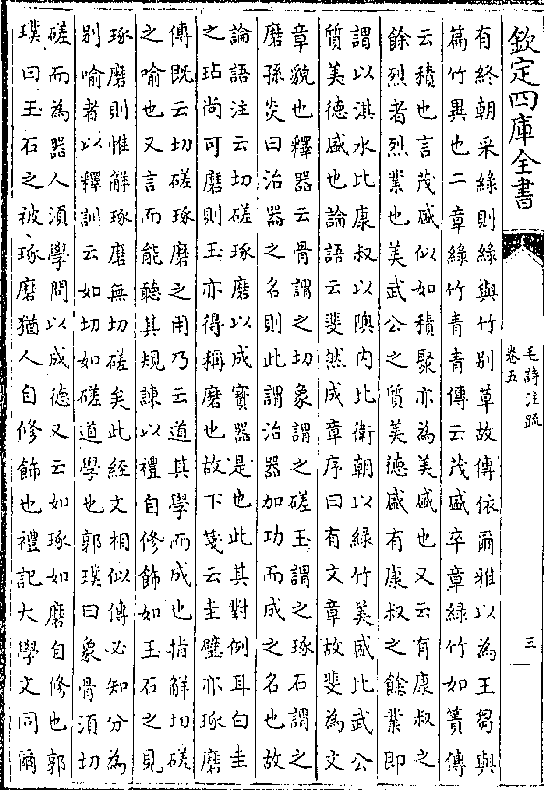 欽定四庫全書
毛詩注疏
卷五
三
有終朝采緑則緑與竹别草故傳依爾雅以為王芻與
篇竹異也二章緑竹青青傳云茂盛卒章緑竹如簀傳
云積也言茂盛似如積聚亦為美盛也又云有康叔之
餘烈者烈業也美武公之質美德盛有康叔之餘業即
謂以淇水比康叔以隩内比衛朝以緑竹美盛比武公
質美德盛也論語云斐然成章序曰有文章故斐為文
章貌也釋器云骨謂之切象謂之磋玉謂之琢石謂之
磨孫炎曰治器之名則此謂治器加功而成之名也故
論語注云切磋琢磨以成寶器是也此其對例耳白圭
之玷尚可磨則玉亦得稱磨也故下箋云圭璧亦琢磨
傳既云切磋琢磨之用乃云道其學而成也指解切磋
之喻也又言而能聽其規諫以禮自修飾如玉石之見
琢磨則惟解琢磨無切磋矣此經文相似傳必知分為
别喻者以釋訓云如切如磋道學也郭璞曰象骨須切
磋而為器人須學問以成德又云如琢如磨自修也郭
璞曰玉石之被琢磨猶人自修飾也禮記大學文同爾